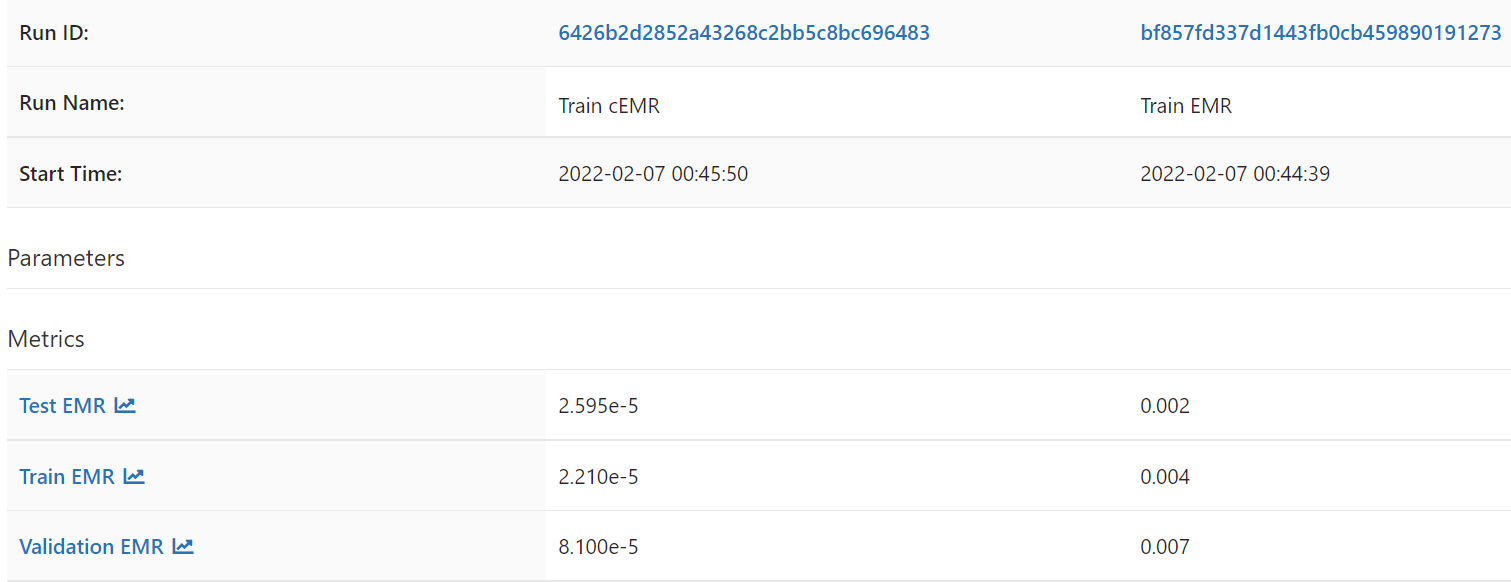 Run ID: 6426b2d2852a43268c2bb5c8bc696483 bf857fd337d1443fb0cb459890191273
Run Name: Train cEMR Train EMR
Start Time: 2022-02-07 00:45:50 2022-02-07 00:44:39
Parameters
Metrics
Test EMR 2.595e-5 0.002
Train EMR 2.210e-5 0.004
Validation EMR 8.100e-5 0.007